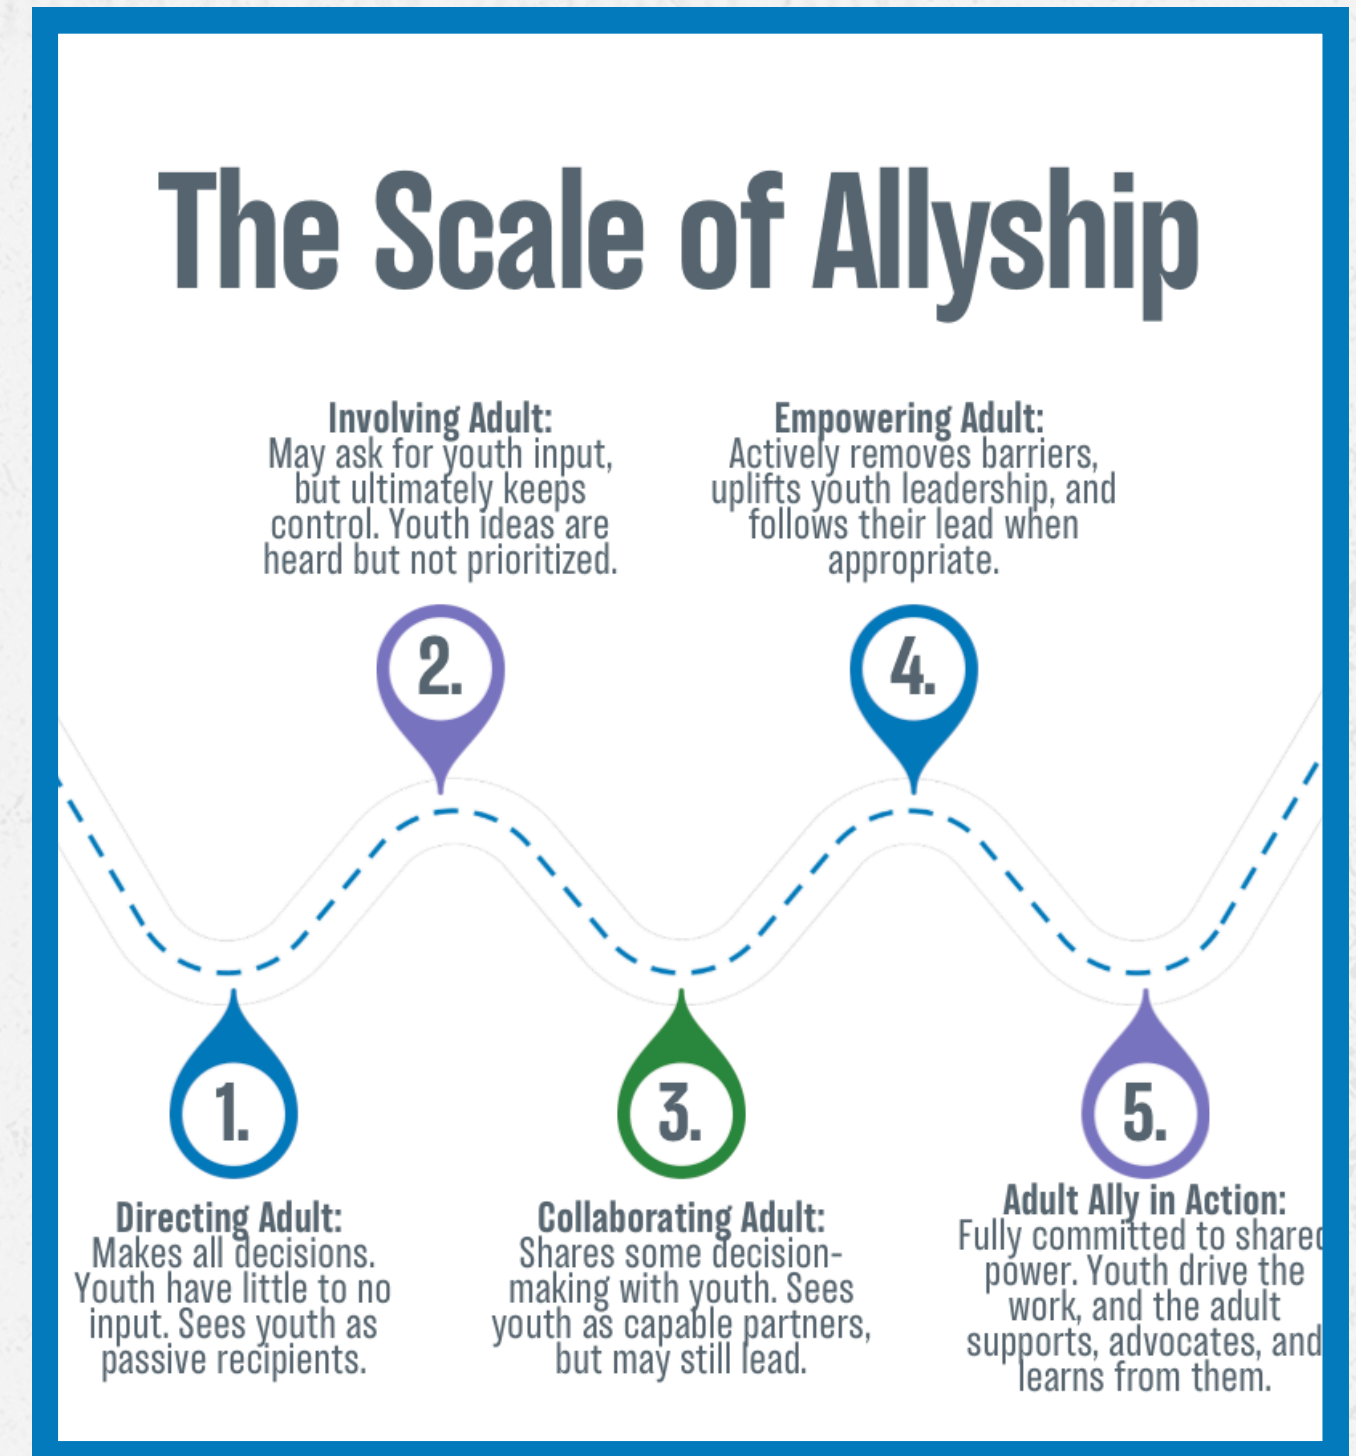 The Scale of Allyship
Involving Adult:
May ask for youth input,
but ultimately keeps
control. Youth ideas are
heard but not prioritized.
Empowering Adult:
Actively removes barriers,
uplifts youth leadership, and
follows their lead when
appropriate.
2.
4.
1.
3.
5.
Directing Adult:
Makes all decisions.
Youth have little to no
input. Sees youth as
passive recipients.
Collaborating Adult:
Shares some decision-
making with youth. Sees
youth as capable partners,
but may still lead.
Adult Ally in Action:
Fully committed to shared
power. Youth drive the
work, and the adult
supports, advocates, and
learns from them.